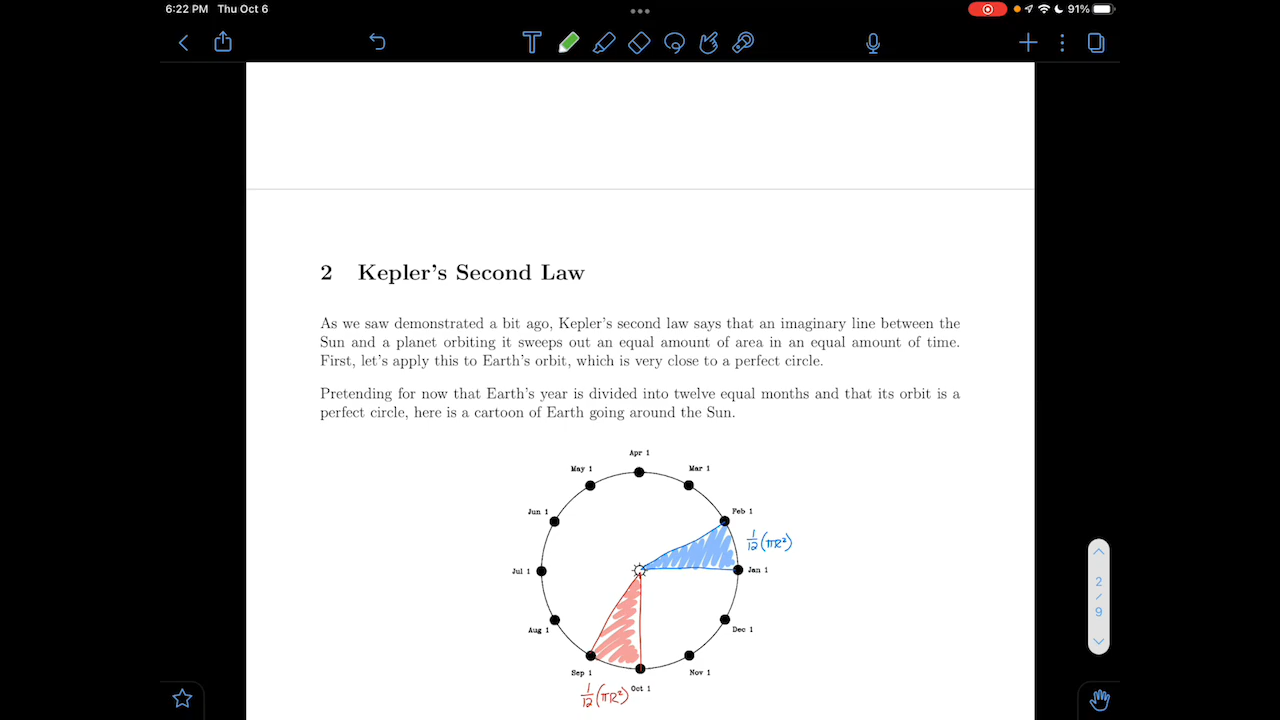 6:22 PM Thu Oct 6
91%
2 Kepler's Second Law
As we saw demonstrated a bit ago, Kepler's second law says that an imaginary line between the
Sun and a planet orbiting it sweeps out an equal amount of area in an equal amount of time.
First, let's apply this to Earth's orbit, which is very close to a perfect circle.
Pretending for now that Earth's year is divided into twelve equal months and that its orbit is a
perfect circle, here is a cartoon of Earth going around the Sun.
Apr 1
May 1
Mar 1
Jun 1
Feb 1
1/12 (πR²)
Jul 1
Jan 1
Aug 1
Dec 1
Sep 1
Nov 1
Oct 1
1/12 (πR²)
2
/
9